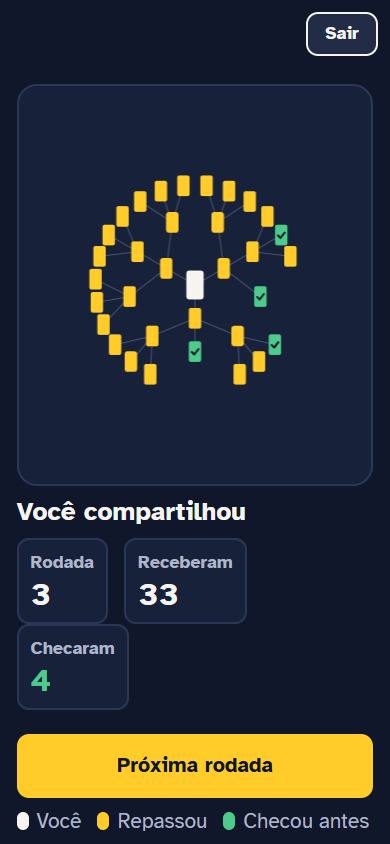 Sair
Você compartilhou
Rodada
3
Receberam
33
Checaram
4
Próxima rodada
Você
Repassou
Checou antes